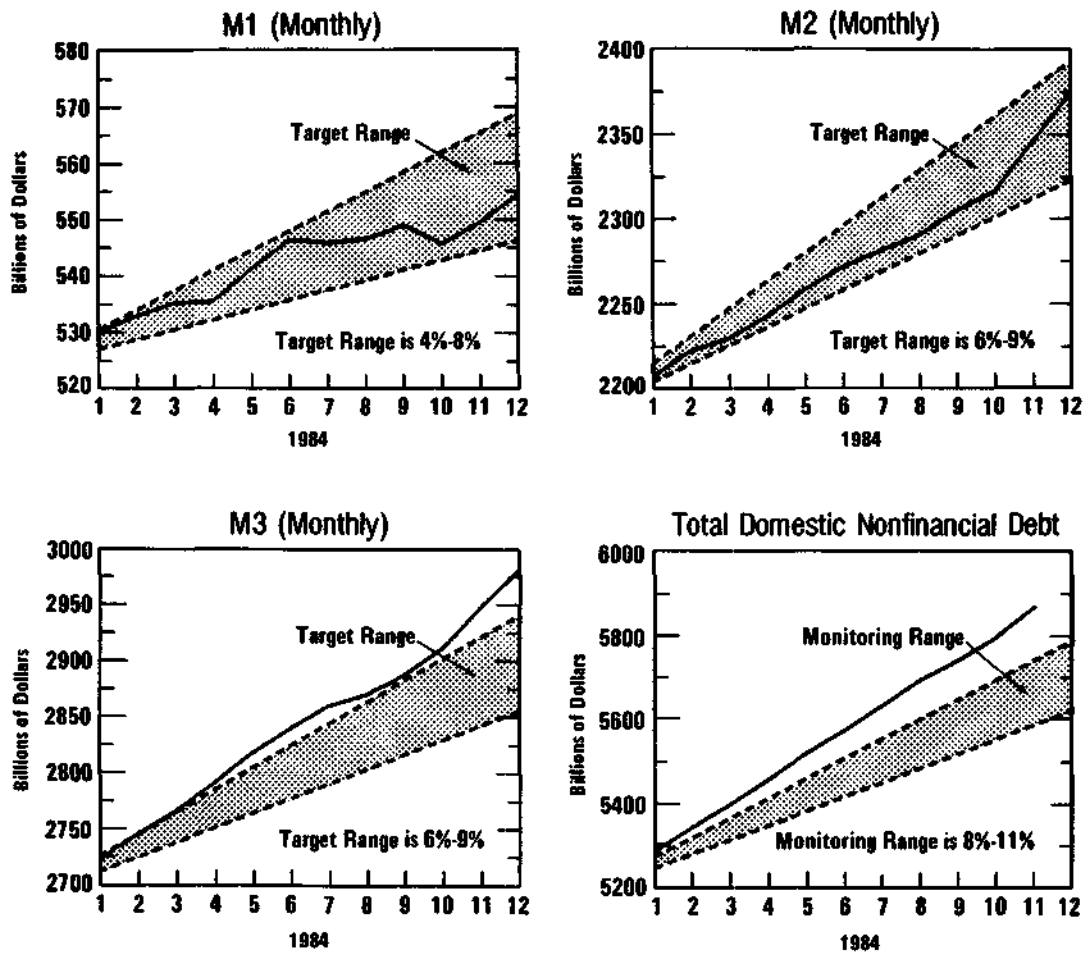 M1 (Monthly)
580
570
560
550
540
530
520
Billions of Dollars
Target Range
Target Range is 4%-8%
1 2 3 4 5 6 7 8 9 10 11 12
1984
M2 (Monthly)
2400
2350
2300
2250
2200
Billions of Dollars
Target Range
Target Range is 6%-9%
1 2 3 4 5 6 7 8 9 10 11 12
1984
M3 (Monthly)
3000
2950
2900
2850
2800
2750
2700
Billions of Dollars
Target Range
Target Range is 6%-9%
1 2 3 4 5 6 7 8 9 10 11 12
1984
Total Domestic Nonfinancial Debt
6000
5800
5600
5400
5200
Billions of Dollars
Monitoring Range
Monitoring Range is 8%-11%
1 2 3 4 5 6 7 8 9 10 11 12
1984